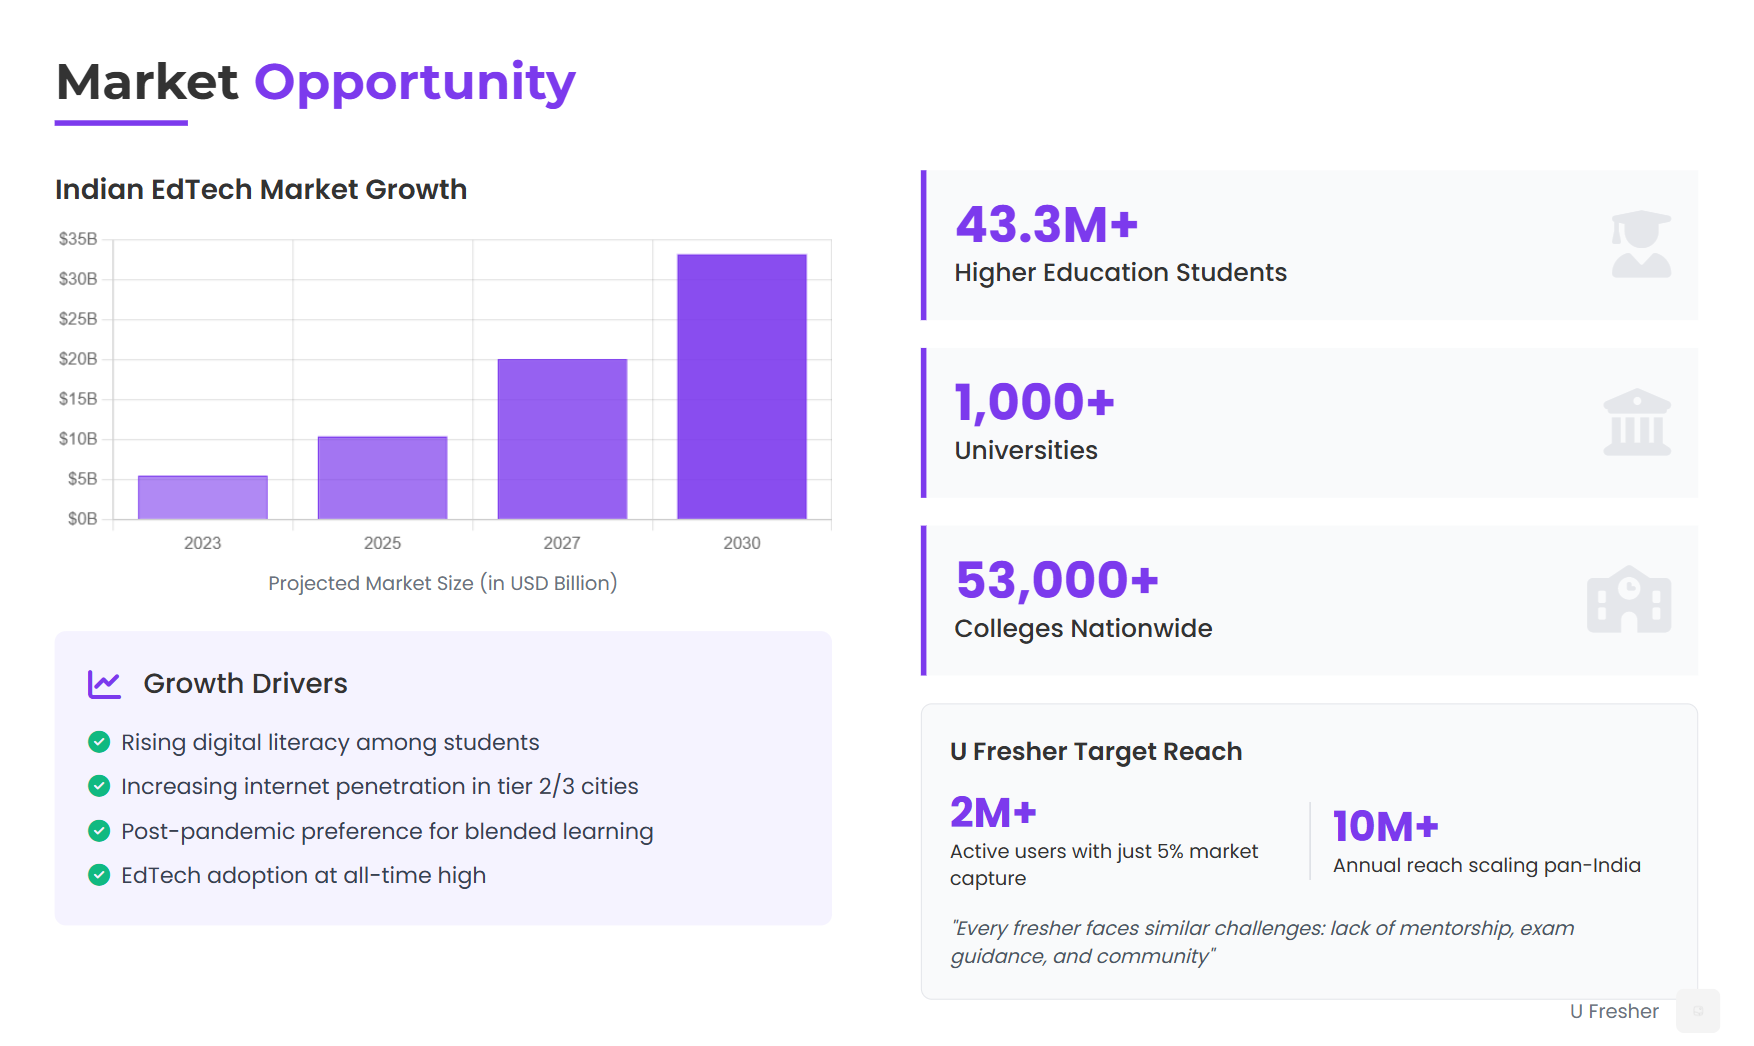 Market Opportunity
Indian EdTech Market Growth
$35B
$30B
$25B
$20B
$15B
$10B
$5B
$0B
2023 2025 2027 2030
Projected Market Size (in USD Billion)
Growth Drivers
Rising digital literacy among students
Increasing internet penetration in tier 2/3 cities
Post-pandemic preference for blended learning
EdTech adoption at all-time high
43.3M+
Higher Education Students
1,000+
Universities
53,000+
Colleges Nationwide
U Fresher Target Reach
2M+
Active users with just 5% market
capture
10M+
Annual reach scaling pan-India
"Every fresher faces similar challenges: lack of mentorship, exam
guidance, and community"
U Fresher